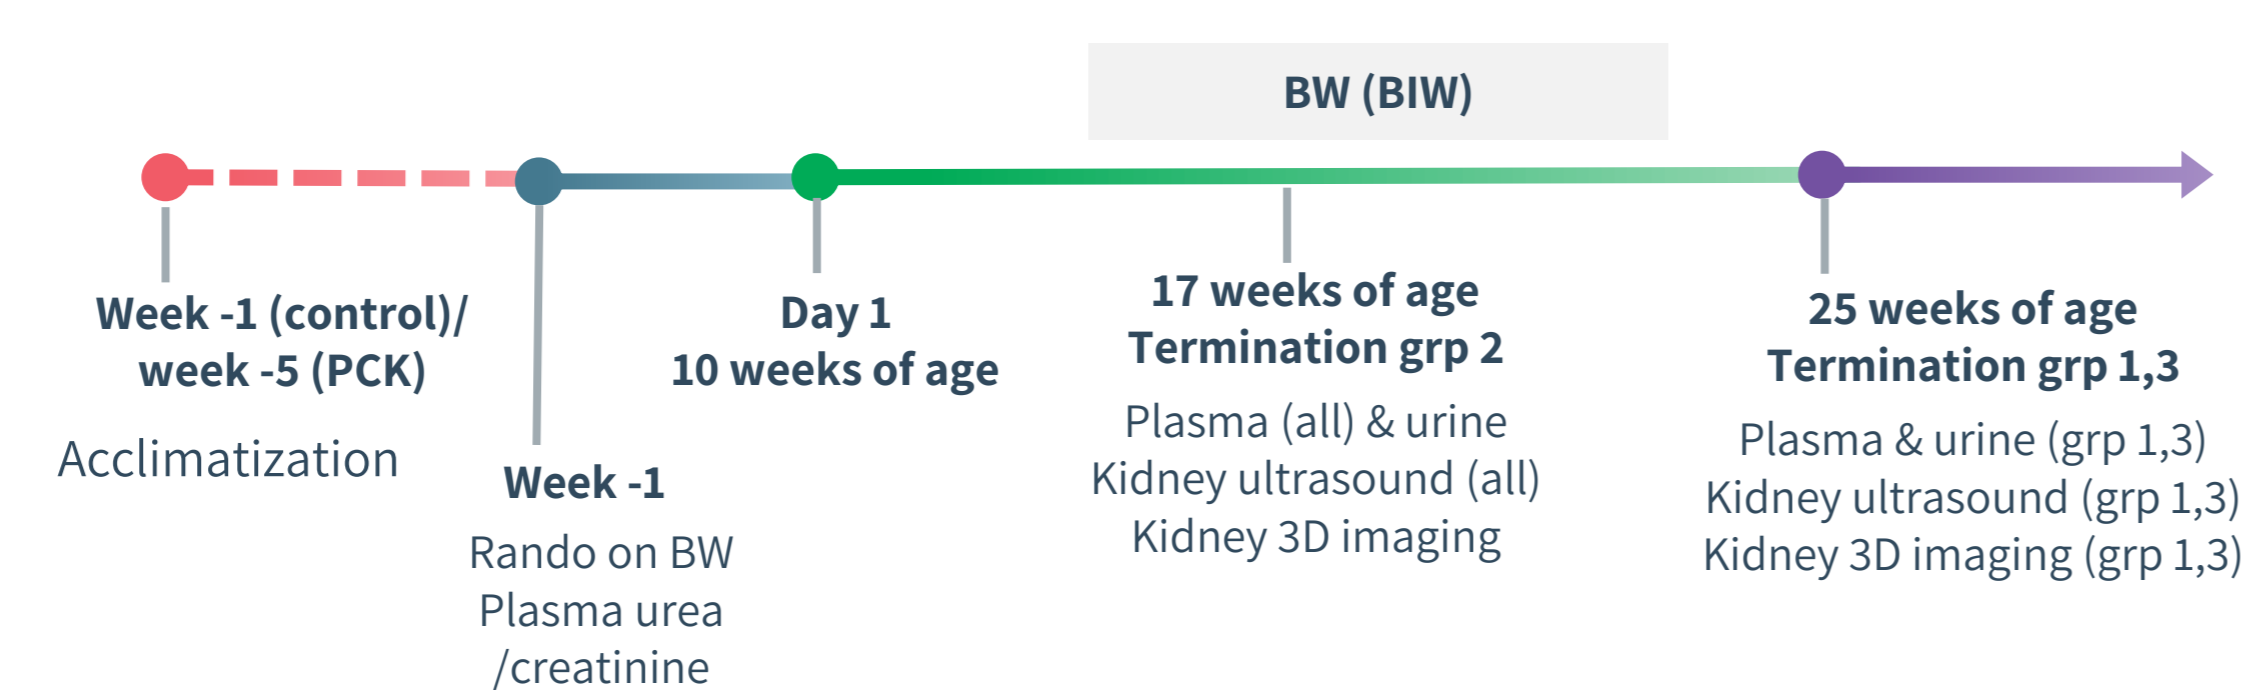 BW (BIW)
Week -1 (control)/
week -5 (PCK)
Acclimatization
Week -1
Rando on BW
Plasma urea
/creatinine
Day 1
10 weeks of age
17 weeks of age
Termination grp 2
Plasma (all) & urine
Kidney ultrasound (all)
Kidney 3D imaging
25 weeks of age
Termination grp 1,3
Plasma & urine (grp 1,3)
Kidney ultrasound (grp 1,3)
Kidney 3D imaging (grp 1,3)